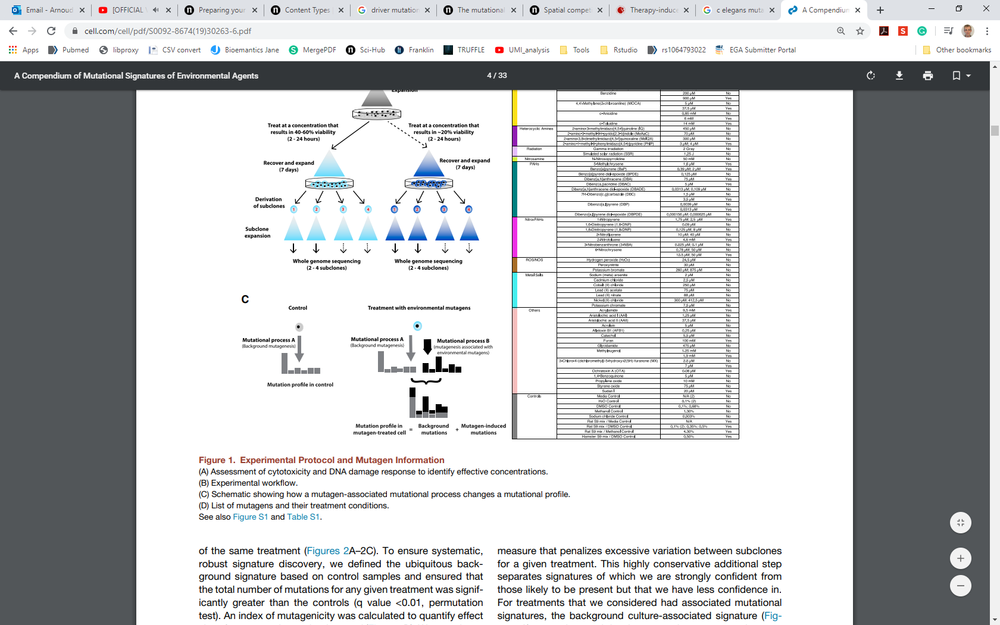 Email - Arnoud
[OFFICIAL
Preparing your
Content Types
driver mutation
The mutational
Spatial compet
Therapy-induce
c elegans muta
A Compendium
cell.com/cell/pdf/S0092-8674(19)30263-6.pdf
Apps
Pubmed
libproxy
CSV convert
Bioemantics Jane
MergePDF
Sci-Hub
Franklin
TRUFFLE
UMI_analysis
Tools
Rstudio
rs1064793022
EGA Submitter Portal
Other bookmarks
A Compendium of Mutational Signatures of Environmental Agents
4 / 33
Expansion
Treat at a concentration that
results in 40-60% viability
(2 - 24 hours)
Treat at a concentration that
results in ~20% viability
(2 - 24 hours)
Recover and expand
(7 days)
Recover and expand
(7 days)
Derivation
of subclones
1 2 3 4 1 2 3 4
Subclone
expansion
Whole genome sequencing
(2 - 4 subclones)
Whole genome sequencing
(2 - 4 subclones)
C
Control
Treatment with environmental mutagens
Mutational process A
(Background mutagenesis)
Mutational process A
(Background mutagenesis)
Mutational process B
(mutagenesis associated with
environmental mutagens)
Mutation profile in control
Mutation profile in
mutagen-treated cell
=
Background
mutations
+
Mutagen-induced
mutations
Benzidine 200 µM No
900 µM Yes
4,4'-Methylene(2-chloroaniline) (MOCA) 5 µM No
37.5 µM Yes
o-Anisidine 0.85 mM No
6 mM Yes
o-Toluidine 14 mM Yes
Heterocyclic Amines 2-amino-3-methylimidazo[4,5-f]quinoline (IQ) 450 µM No
2-amino-3-methyl-9H-pyrido[2,3-b]indole (MeAaC) 70 µM No
2-amino-3,8-dimethylimidazo[4,5-f]quinoxaline (MeIQX) 300 µM No
2-amino-1-methyl-6-phenylimidazo[4,5-b]pyridine (PhIP) 3 µM; 4 µM Yes
Radiation Gamma irradiation 2 Gray No
Simulated solar radiation (SSR) 1.25 J No
Nitrosamine N-Nitrosopyrrolidine 50 mM No
PAHs 5-Methylchrysene 1.6 µM Yes
Benzo[a]pyrene (BaP) 0.39 µM; 2 µM Yes
Benzo[a]pyrene diol-epoxide (BPDE) 0.125 µM No
Dibenz[a,h]anthracene (DBA) 75 µM Yes
Dibenz[a,j]acridine (DBAC) 5 µM Yes
Dibenz[a,h]anthracene diol-epoxide (DBADE) 0.0313 µM; 0.109 µM No
7H-Dibenzo[c,g]carbazole (DBC) 1.5 µM No
3.5 µM Yes
Dibenzo[a,l]pyrene (DBP) 0.0039 µM No
0.0313 µM Yes
Dibenzo[a,l]pyrene diol-epoxide (DBPDE) 0.000156 µM; 0.000625 µM No
Nitro-PAHs 1-Nitropyrene 1.75 µM; 2.5 µM Yes
1,6-Dinitropyrene (1,6-DNP) 0.09 µM No
1,8-Dinitropyrene (1,8-DNP) 0.125 µM; 8 µM No
2-Nitrofluorene 10 µM; 40 µM No
2-Nitrotoluene 4.6 mM Yes
3-Nitrobenzanthrone (3-NBA) 0.025 µM; 0.1 µM No
6-Nitrochrysene 0.78 µM; 50 µM No
12.5 µM; 50 µM Yes
ROS/NOS Hydrogen peroxide (H₂O₂) 24.5 µM No
Peroxynitrite 30 µM No
Potassium bromate 260 µM; 875 µM No
Metal Salts Sodium (meta) arsenite 2 µM No
Cadmium chloride 2.5 µM No
Cobalt (II) chloride 250 µM No
Lead (II) acetate 75 µM No
Lead (II) nitrate 88 µM No
Nickel (II) chloride 300 µM; 412.5 µM No
Potassium chromate 7.5 µM No
Others Acrylamide 9.5 mM Yes
Aristolochic acid I (AAI) 1.25 µM No
Aristolochic acid II (AAII) 37.5 µM No
Acrolein 5 µM No
Aflatoxin B1 (AFB1) 0.25 µM Yes
Catechol 5.5 µM No
Furan 100 mM Yes
Glycidamide 475 µM No
Methyleugenol 1.25 mM No
1.9 mM Yes
3-Chloro-4-(dichloromethyl)-5-hydroxy-2(5H)-furanone (MX) 2.5 µM No
7 µM Yes
Ochratoxin A (OTA) 0.08 µM Yes
1,4-Benzoquinone 5 µM No
Propylene oxide 10 mM No
Styrene oxide 75 µM No
Sudan I 20 µM Yes
Controls Media Control N/A (2) No
H₂O Control 0.1% (2) No
DMSO Control 0.1%; 0.68% No
Methanol Control 1.30% No
Sodium chloride Control 0.003% No
Rat S9 mix / Media Control N/A Yes
Rat S9 mix / DMSO Control 0.1% (2); 0.35%; 0.5% Yes
Rat S9 mix / Methanol Control 4.30% Yes
Hamster S9 mix / DMSO Control 0.50% Yes
Figure 1. Experimental Protocol and Mutagen Information
(A) Assessment of cytotoxicity and DNA damage response to identify effective concentrations.
(B) Experimental workflow.
(C) Schematic showing how a mutagen-associated mutational process changes a mutational profile.
(D) List of mutagens and their treatment conditions.
See also Figure S1 and Table S1.
of the same treatment (Figures 2A–2C). To ensure systematic,
robust signature discovery, we defined the ubiquitous back-
ground signature based on control samples and ensured that
the total number of mutations for any given treatment was signif-
icantly greater than the controls (q value <0.01, permutation
test). An index of mutagenicity was calculated to quantify effect
measure that penalizes excessive variation between subclones
for a given treatment. This highly conservative additional step
separates signatures of which we are strongly confident from
those likely to be present but that we have less confidence in.
For treatments that we considered had associated mutational
signatures, the background culture-associated signature (Fig-